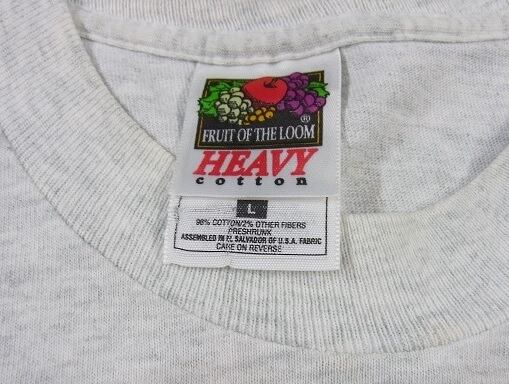 ®
FRUIT OF THE LOOM
HEAVY
cotton
L
98% COTTON/2% OTHER FIBERS
PRESHRUNK
ASSEMBLED IN EL SALVADOR OF U.S.A. FABRIC
CAKE ON REVERSE